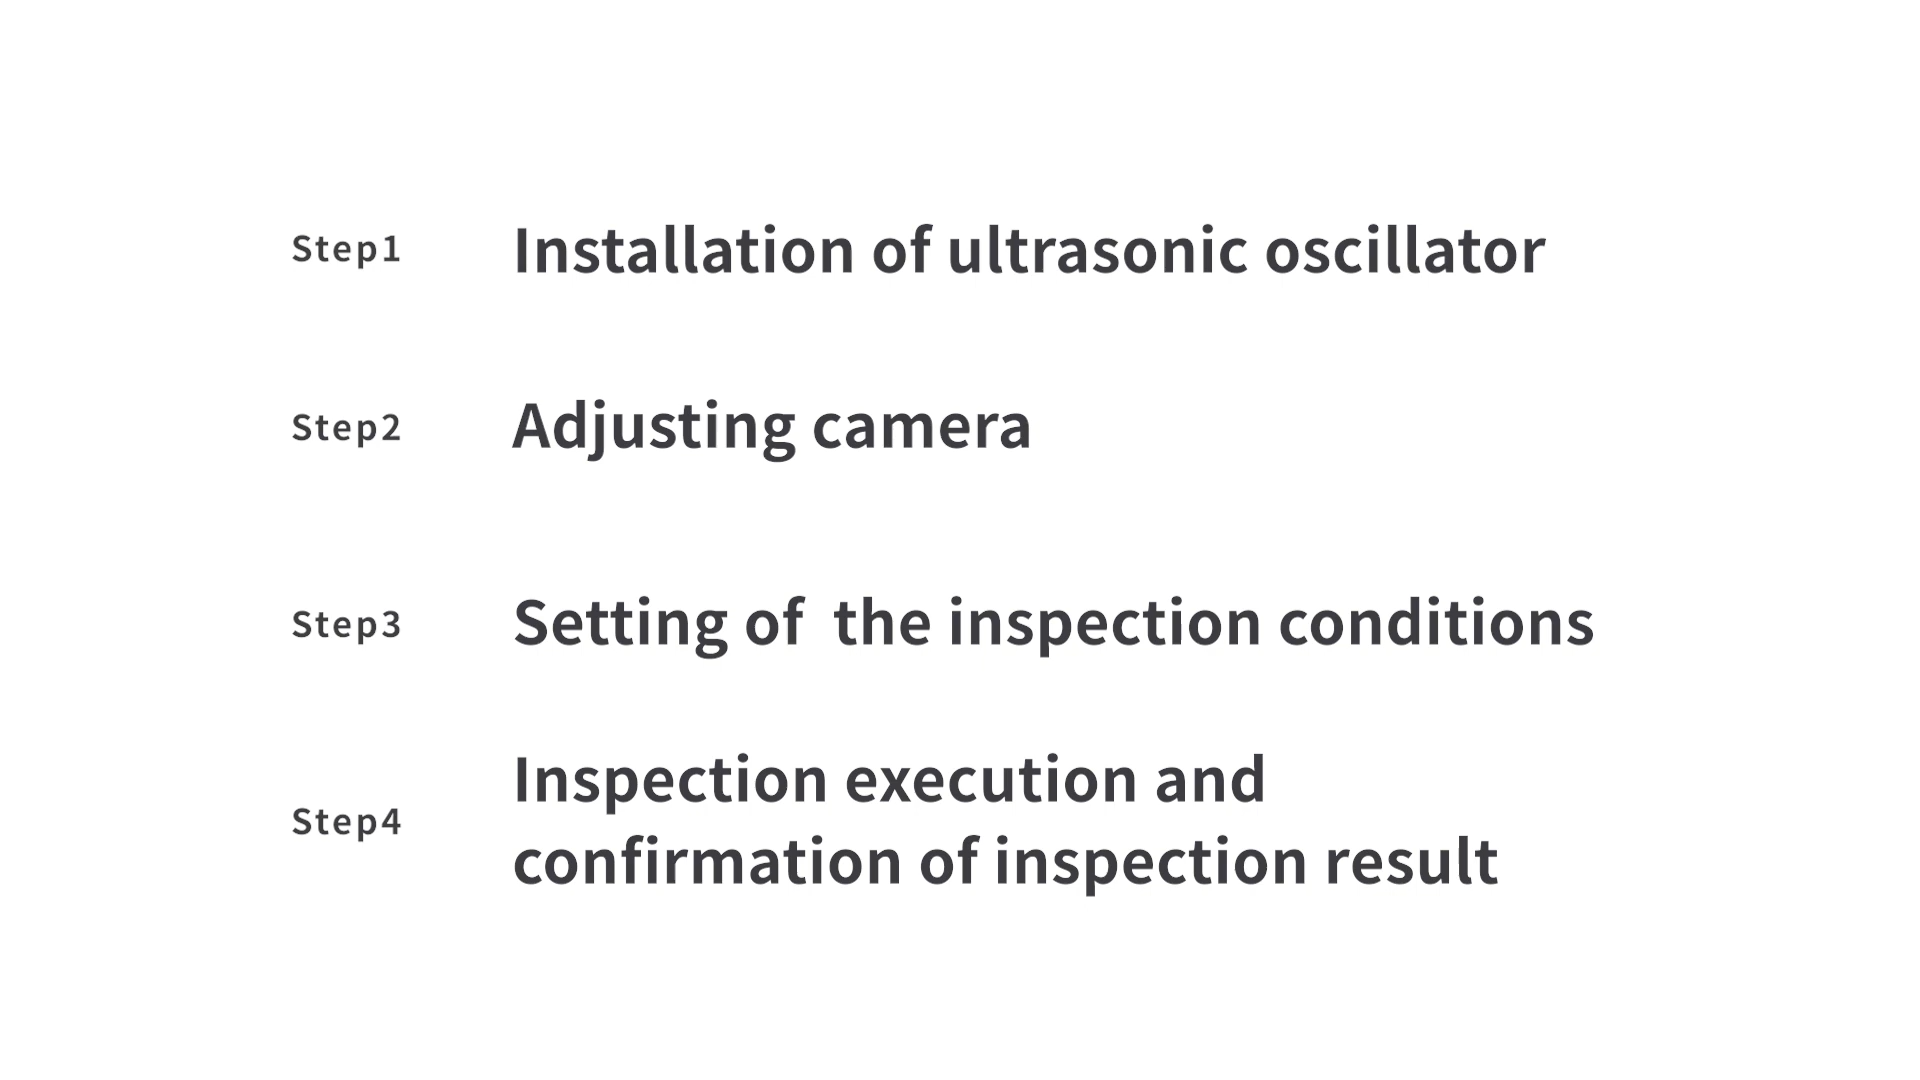 Step1 Installation of ultrasonic oscillator
Step2 Adjusting camera
Step3 Setting of  the inspection conditions
Step4 Inspection execution and
confirmation of inspection result